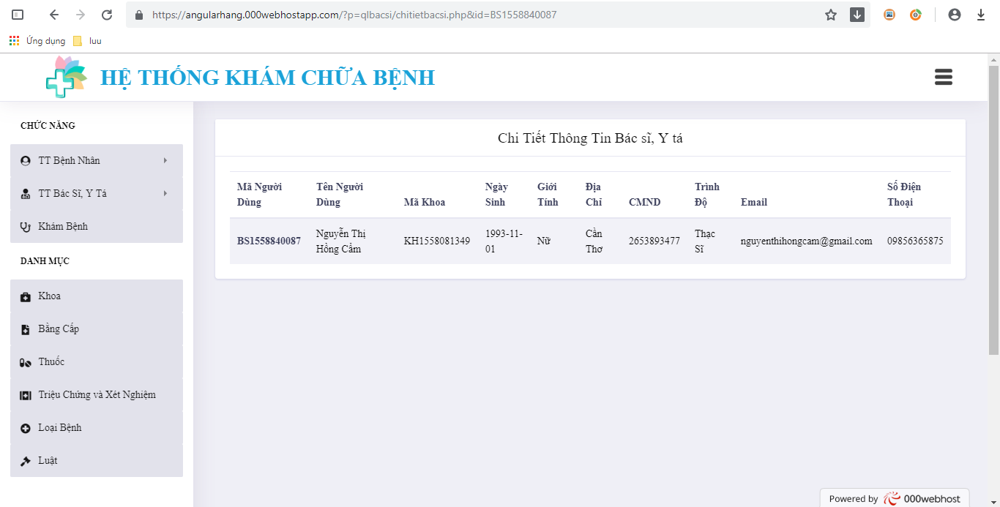 https://angularhang.000webhostapp.com/?p=qlbacsi/chitietbacsi.php&id=BS1558840087
Ứng dụng luu
HỆ THỐNG KHÁM CHỮA BỆNH
CHỨC NĂNG
TT Bệnh Nhân
TT Bác Sĩ, Y Tá
Khám Bệnh
DANH MỤC
Khoa
Bằng Cấp
Thuốc
Triệu Chứng và Xét Nghiệm
Loại Bệnh
Luật
Chi Tiết Thông Tin Bác sĩ, Y tá
Mã Người Tên Người Ngày Giới Địa Trình Số Điện
Dùng Dùng Mã Khoa Sinh Tính Chỉ CMND Độ Email Thoại
Nguyễn Thị 1993-11- Cần Thạc
BS1558840087 KH1558081349 Nữ 2653893477 nguyenthihongcam@gmail.com 09856365875
Hồng Cẩm 01 Thơ Sĩ
Powered by 000webhost